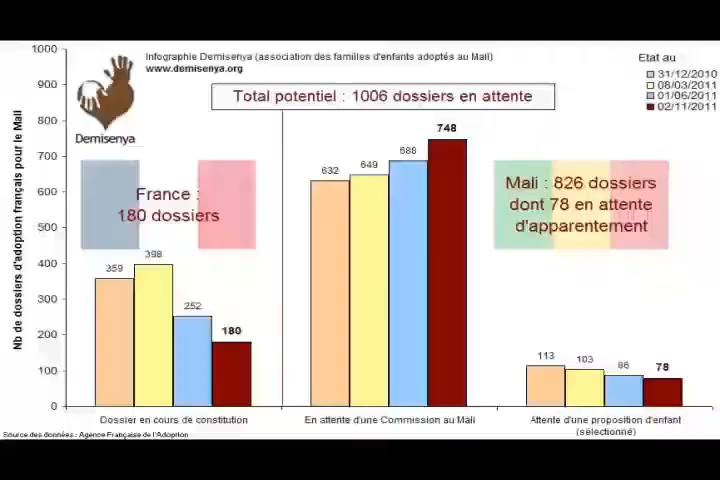 Infographie Demisenya (association des familles d'enfants adoptés au Mali)
www.demisenya.org
Etat au
31/12/2010
08/03/2011
01/06/2011
02/11/2011
Total potentiel : 1006 dossiers en attente
Demisenya
France :
180 dossiers
Mali : 826 dossiers
dont 78 en attente
d'apparentement
Nb de dossiers d'adoption français pour le Mali
1000
900
800
700
600
500
400
300
200
100
0
359
398
252
180
632
649
688
748
113
103
86
78
Dossier en cours de constitution
En attente d'une Commission au Mali
Attente d'une proposition d'enfant
(sélectionné)
Source des données : Agence Française de l'Adoption